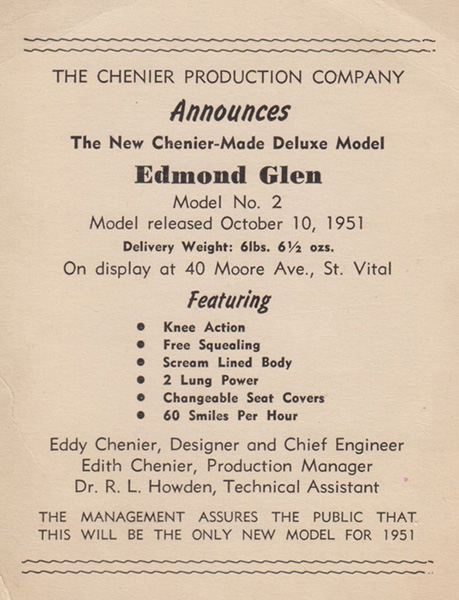 THE CHENIER PRODUCTION COMPANY
Announces
The New Chenier-Made Deluxe Model
Edmond Glen
Model No. 2
Model released October 10, 1951
Delivery Weight: 6lbs. 6½ ozs.
On display at 40 Moore Ave., St. Vital
Featuring
• Knee Action
• Free Squealing
• Scream Lined Body
• 2 Lung Power
• Changeable Seat Covers
• 60 Smiles Per Hour
Eddy Chenier, Designer and Chief Engineer
Edith Chenier, Production Manager
Dr. R. L. Howden, Technical Assistant
THE MANAGEMENT ASSURES THE PUBLIC THAT
THIS WILL BE THE ONLY NEW MODEL FOR 1951